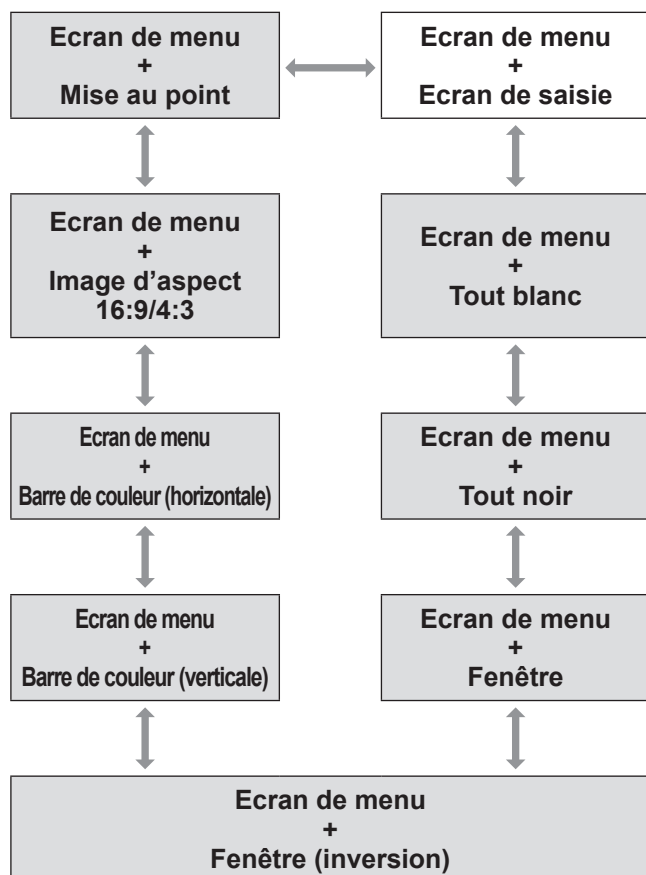 Ecran de menu
+
Mise au point
Ecran de menu
+
Ecran de saisie
Ecran de menu
+
Image d'aspect
16:9/4:3
Ecran de menu
+
Tout blanc
Ecran de menu
+
Barre de couleur (horizontale)
Ecran de menu
+
Tout noir
Ecran de menu
+
Barre de couleur (verticale)
Ecran de menu
+
Fenêtre
Ecran de menu
+
Fenêtre (inversion)